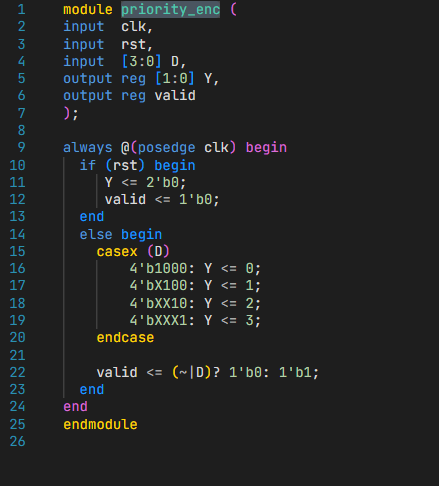 1 module priority_enc (
2 input  clk,
3 input  rst,
4 input  [3:0] D,
5 output reg [1:0] Y,
6 output reg valid
7 );
8
9 always @(posedge clk) begin
10   if (rst) begin
11      Y <= 2'b0;
12      valid <= 1'b0;
13   end
14   else begin
15     casex (D)
16         4'b1000: Y <= 0;
17         4'bX100: Y <= 1;
18         4'bXX10: Y <= 2;
19         4'bXXX1: Y <= 3;
20     endcase
21
22     valid <= (~|D)? 1'b0: 1'b1;
23   end
24 end
25 endmodule
26